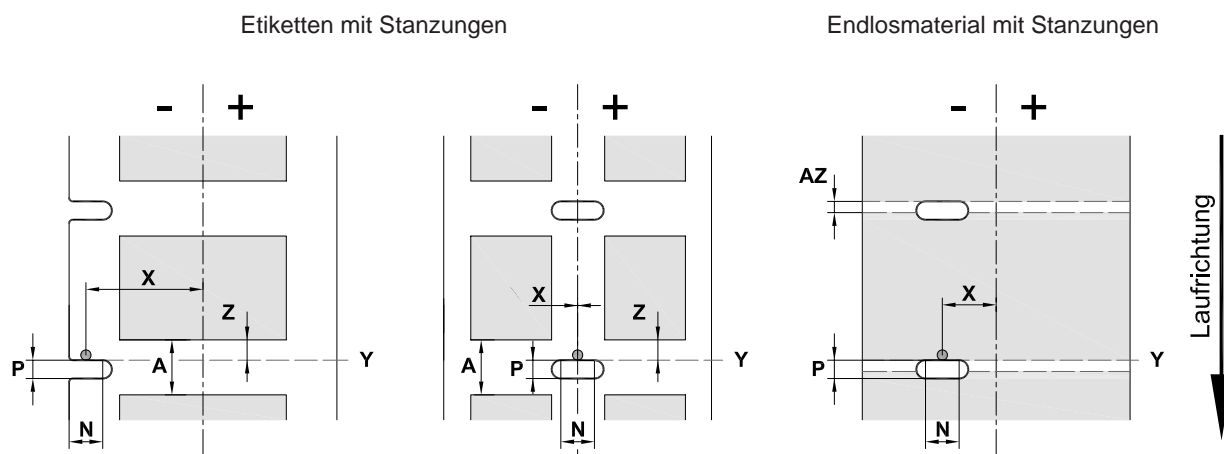 Etiketten mit Stanzungen
Endlosmaterial mit Stanzungen
- +
- +
- +
AZ
X
Z
X
Z
X
P
A
Y
A
P
Y
P
Y
N
N
N
Laufrichtung